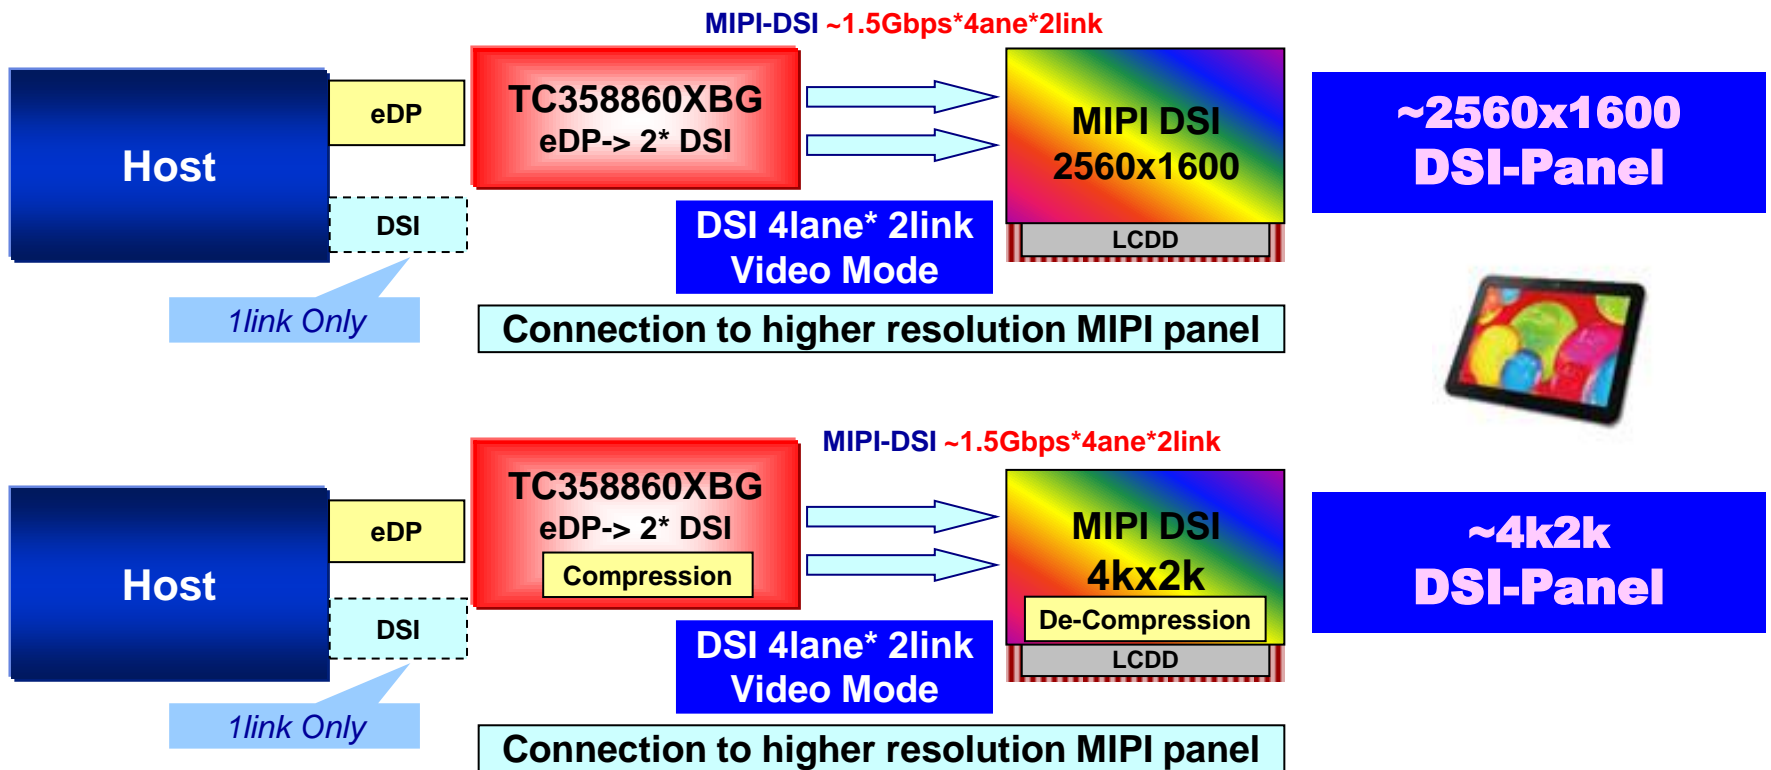 MIPI-DSI ~1.5Gbps*4ane*2link
Host
eDP
DSI
1link Only
TC358860XBG
eDP-> 2* DSI
MIPI DSI
2560x1600
LCDD
DSI 4lane* 2link
Video Mode
Connection to higher resolution MIPI panel
~2560x1600
DSI-Panel
MIPI-DSI ~1.5Gbps*4ane*2link
Host
eDP
DSI
1link Only
TC358860XBG
eDP-> 2* DSI
Compression
MIPI DSI
4kx2k
De-Compression
LCDD
DSI 4lane* 2link
Video Mode
Connection to higher resolution MIPI panel
~4k2k
DSI-Panel